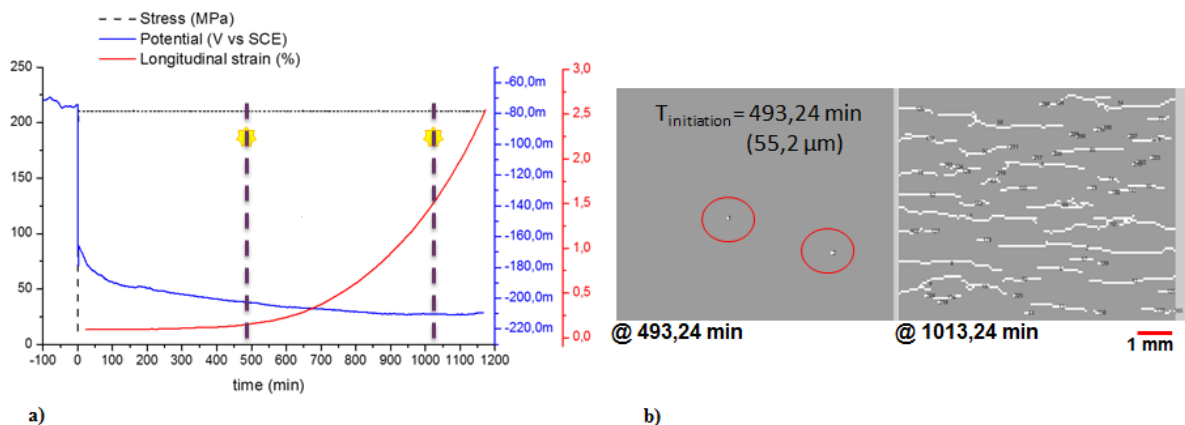 Stress (MPa)
Potential (V vs SCE)
Longitudinal strain (%)
250
200
150
100
50
0
-60,0m
-80,0m
-100,0m
-120,0m
-140,0m
-160,0m
-180,0m
-200,0m
-220,0m
3,0
2,5
2,0
1,5
1,0
0,5
0,0
-100 0 100 200 300 400 500 600 700 800 900 1000 1100 1200
time (min)
a)
Tinitiation = 493,24 min
(55,2 µm)
@ 493,24 min
@ 1013,24 min
1 mm
b)